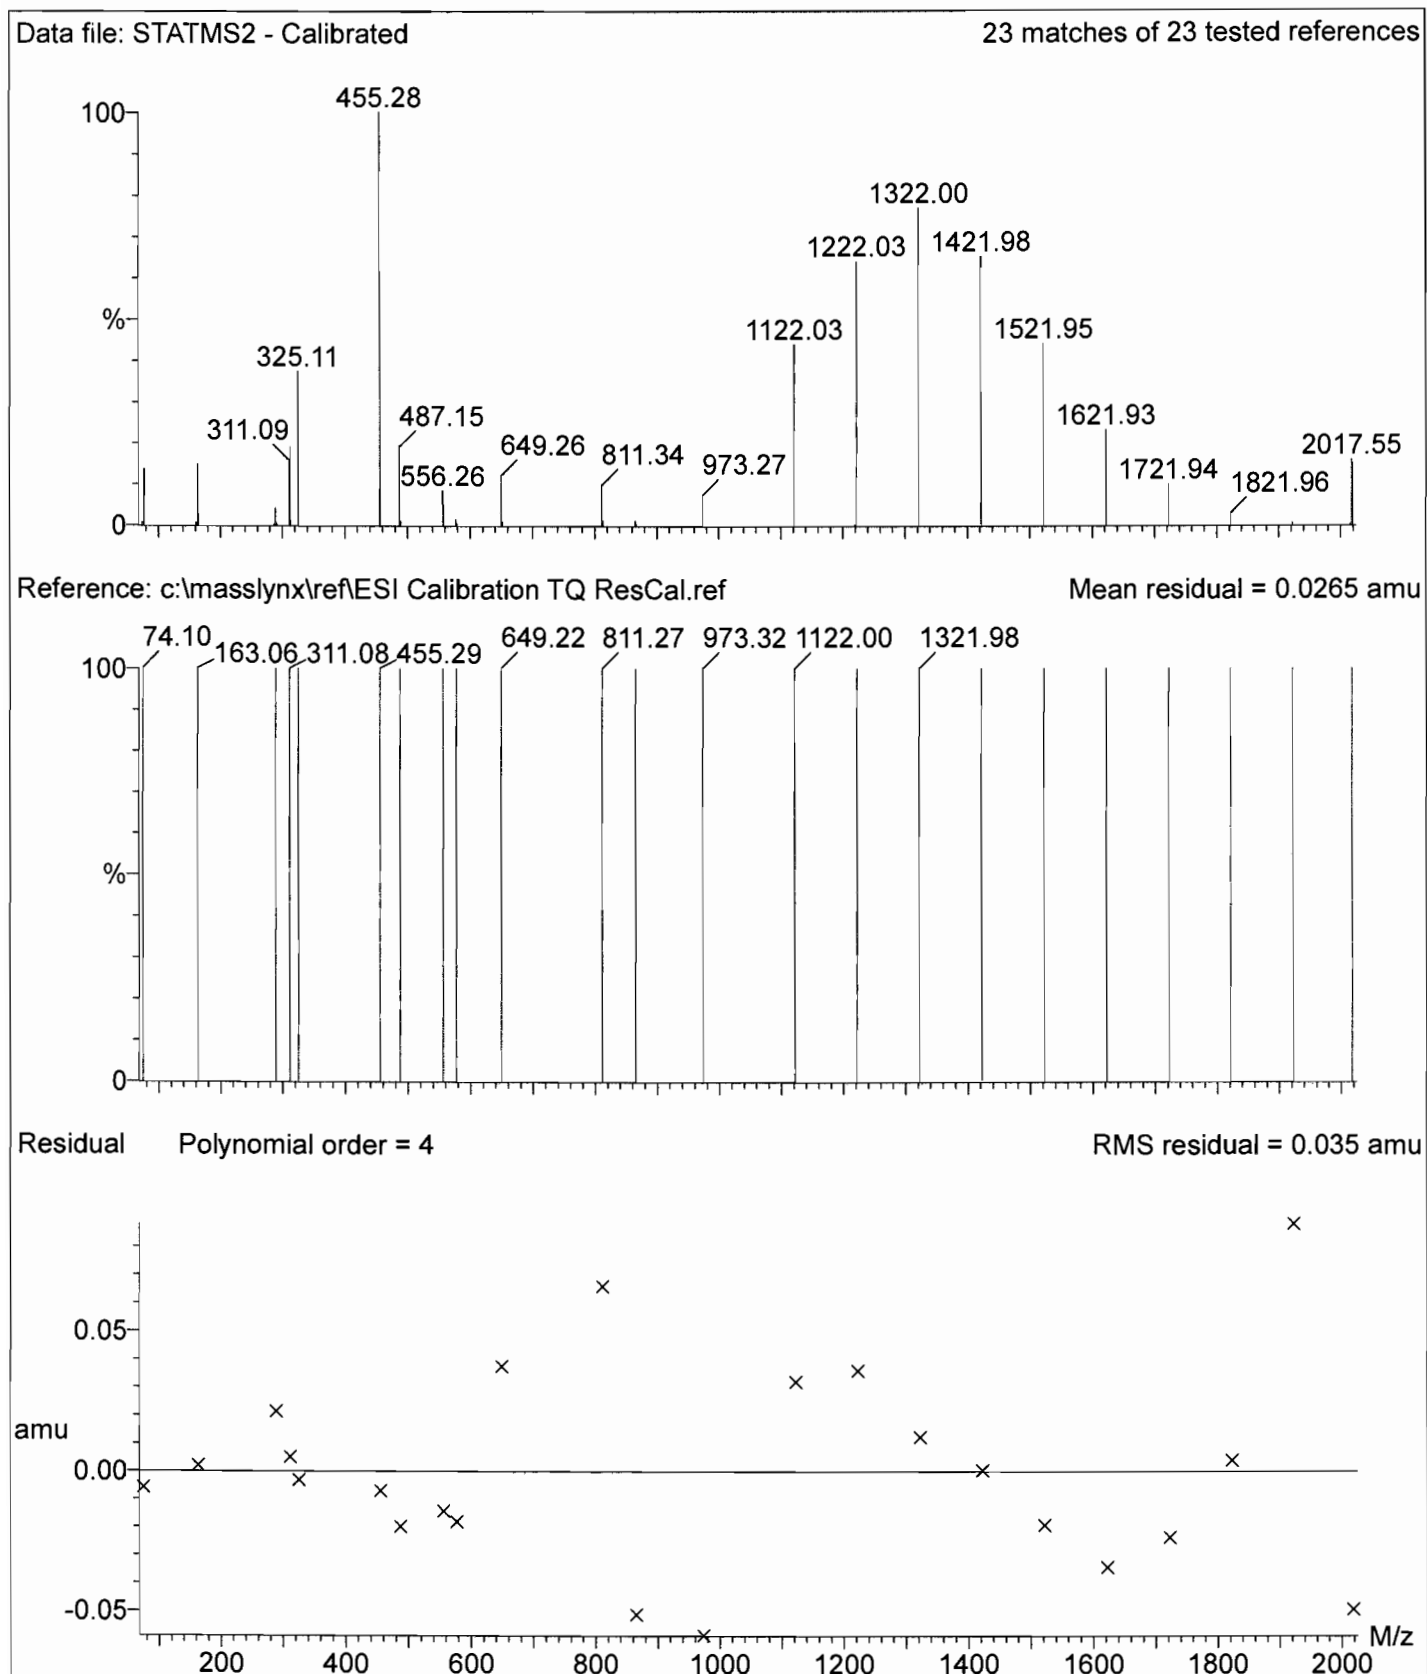 Data file: STATMS2 - Calibrated 23 matches of 23 tested references
455.28
100
1322.00
1222.03 1421.98
%
1122.03 1521.95
325.11
1621.93
311.09 487.15
649.26 811.34 2017.55
556.26 973.27 1721.94 1821.96
0
Reference: c:\masslynx\ref\ESI Calibration TQ ResCal.ref Mean residual = 0.0265 amu
74.10 163.06 311.08 455.29 649.22 811.27 973.32 1122.00 1321.98
100
%
0
Residual Polynomial order = 4 RMS residual = 0.035 amu
0.05
amu
0.00
-0.05
M/z
200 400 600 800 1000 1200 1400 1600 1800 2000